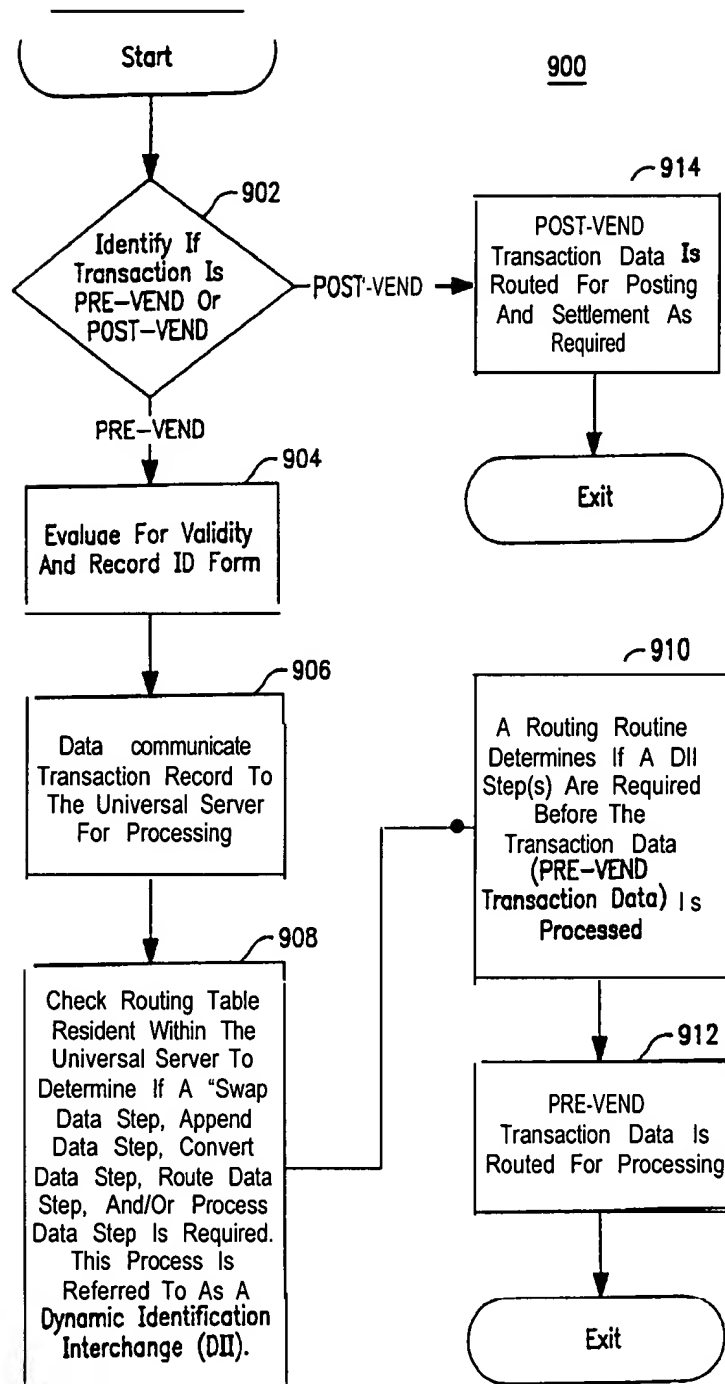 Start
900
902
Identify If
Transaction Is
PRE-VEND Or
POST-VEND
POST'-VEND
914
POST-VEND
Transaction Data Is
Routed For Posting
And Settlement As
Required
Exit
PRE-VEND
904
Evaluae For Validity
And Record ID Form
906
Data communicate
Transaction Record To
The Universal Server
For Processing
908
Check Routing Table
Resident Within The
Universal Server To
Determine If A "Swap
Data Step, Append
Data Step, Convert
Data Step, Route Data
Step, And/Or Process
Data Step Is Required.
This Process Is
Referred To As A
Dynamic Identification
Interchange (DII).
910
A Routing Routine
Determines If A DII
Step(s) Are Required
Before The
Transaction Data
(PRE-VEND
Transaction Data) Is
Processed
912
PRE-VEND
Transaction Data Is
Routed For Processing
Exit